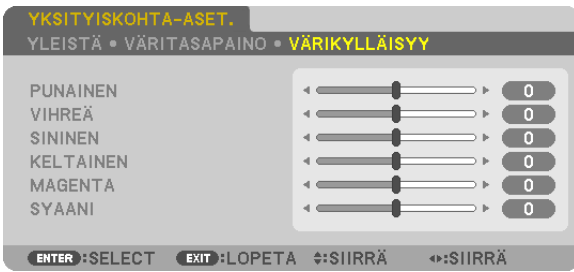 YKSITYISKOHTA-ASET.
YLEISTÄ • VÄRITASAPAINO • VÄRIKYLLÄISYY
PUNAINEN 0
VIHREÄ 0
SININEN 0
KELTAINEN 0
MAGENTA 0
SYAANI 0
ENTER :SELECT EXIT :LOPETA :SIIRRÄ :SIIRRÄ